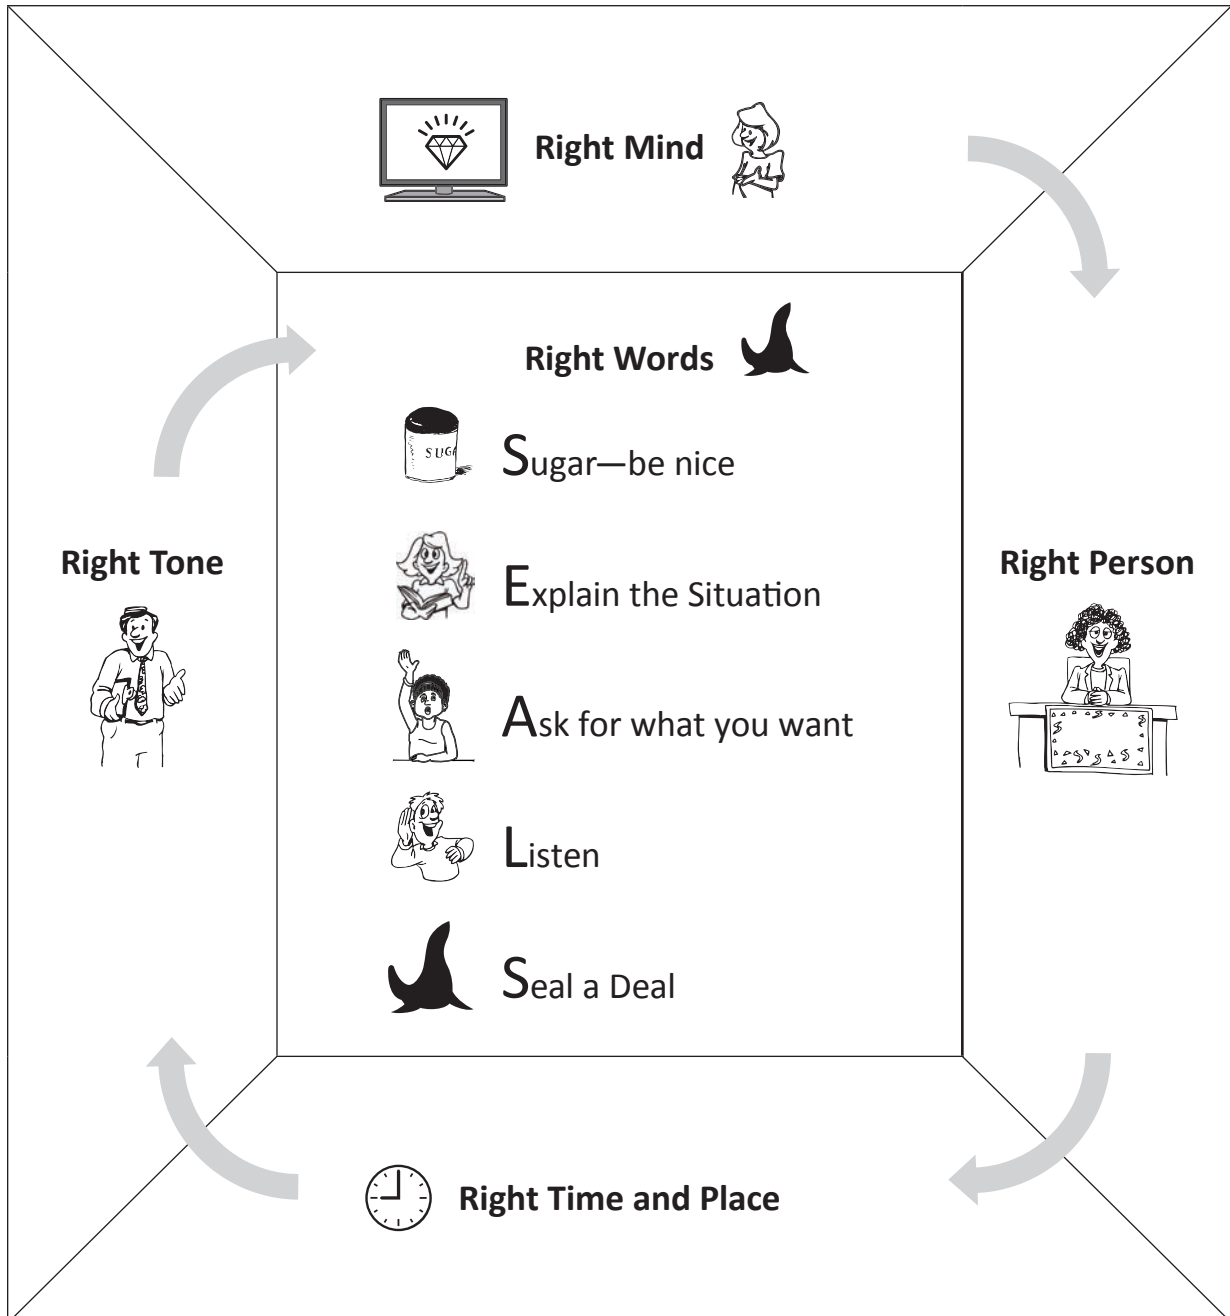 Right Mind
Right Words
SUGA
Sugar—be nice
Right Tone
Right Person
Explain the Situation
Ask for what you want
Listen
Seal a Deal
Right Time and Place